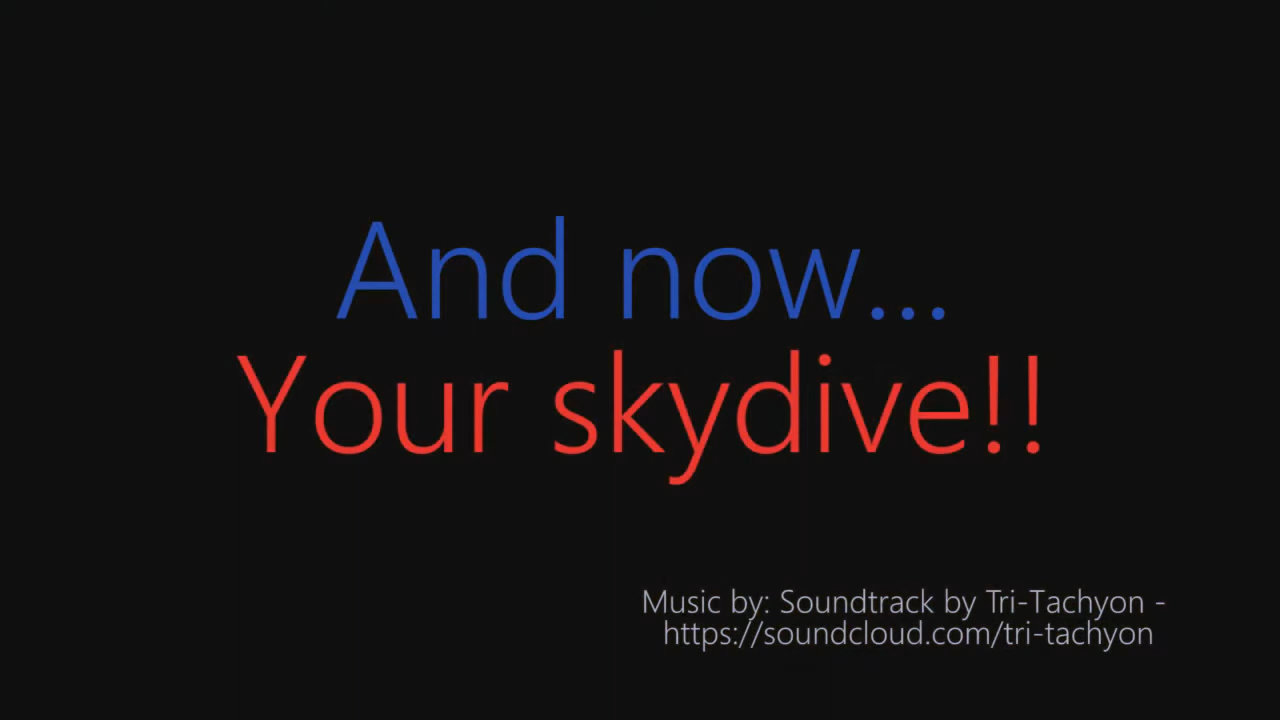 And now...
Your skydive!!
Music by: Soundtrack by Tri-Tachyon -
https://soundcloud.com/tri-tachyon